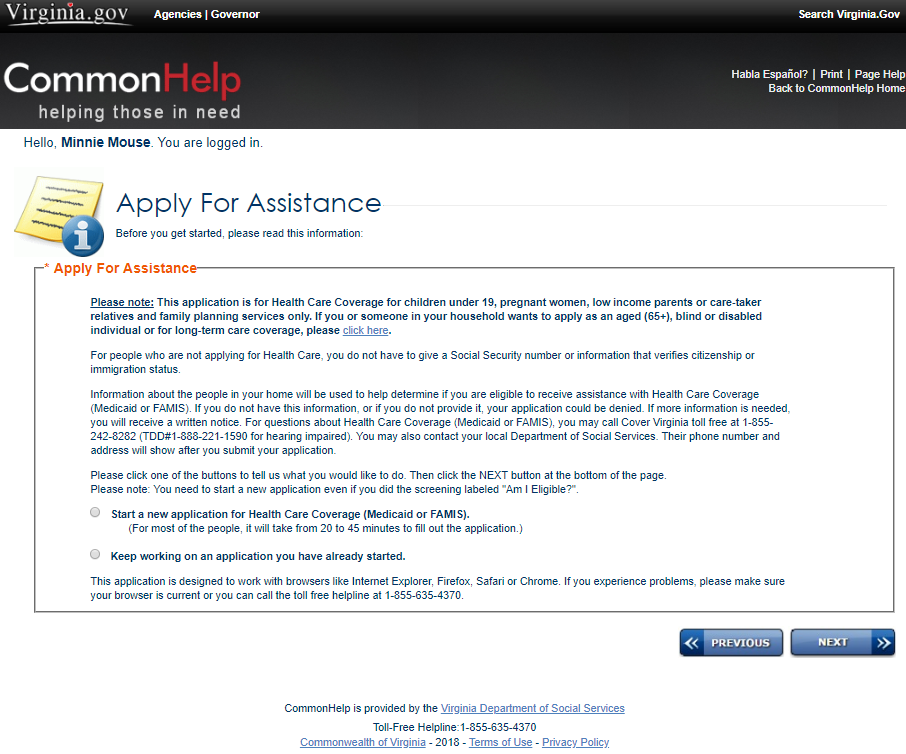 Virginia.gov Agencies | Governor Search Virginia.Gov
CommonHelp
helping those in need
Habla Español? | Print | Page Help
Back to CommonHelp Home
Hello, Minnie Mouse. You are logged in.
Apply For Assistance
Before you get started, please read this information:
* Apply For Assistance
Please note: This application is for Health Care Coverage for children under 19, pregnant women, low income parents or care-taker
relatives and family planning services only. If you or someone in your household wants to apply as an aged (65+), blind or disabled
individual or for long-term care coverage, please click here.
For people who are not applying for Health Care, you do not have to give a Social Security number or information that verifies citizenship or
immigration status.
Information about the people in your home will be used to help determine if you are eligible to receive assistance with Health Care Coverage
(Medicaid or FAMIS). If you do not have this information, or if you do not provide it, your application could be denied. If more information is needed,
you will receive a written notice. For questions about Health Care Coverage (Medicaid or FAMIS), you may call Cover Virginia toll free at 1-855-
242-8282 (TDD#1-888-221-1590 for hearing impaired). You may also contact your local Department of Social Services. Their phone number and
address will show after you submit your application.
Please click one of the buttons to tell us what you would like to do. Then click the NEXT button at the bottom of the page.
Please note: You need to start a new application even if you did the screening labeled "Am I Eligible?".
Start a new application for Health Care Coverage (Medicaid or FAMIS).
(For most of the people, it will take from 20 to 45 minutes to fill out the application.)
Keep working on an application you have already started.
This application is designed to work with browsers like Internet Explorer, Firefox, Safari or Chrome. If you experience problems, please make sure
your browser is current or you can call the toll free helpline at 1-855-635-4370.
PREVIOUS NEXT
CommonHelp is provided by the Virginia Department of Social Services
Toll-Free Helpline:1-855-635-4370
Commonwealth of Virginia - 2018 - Terms of Use - Privacy Policy